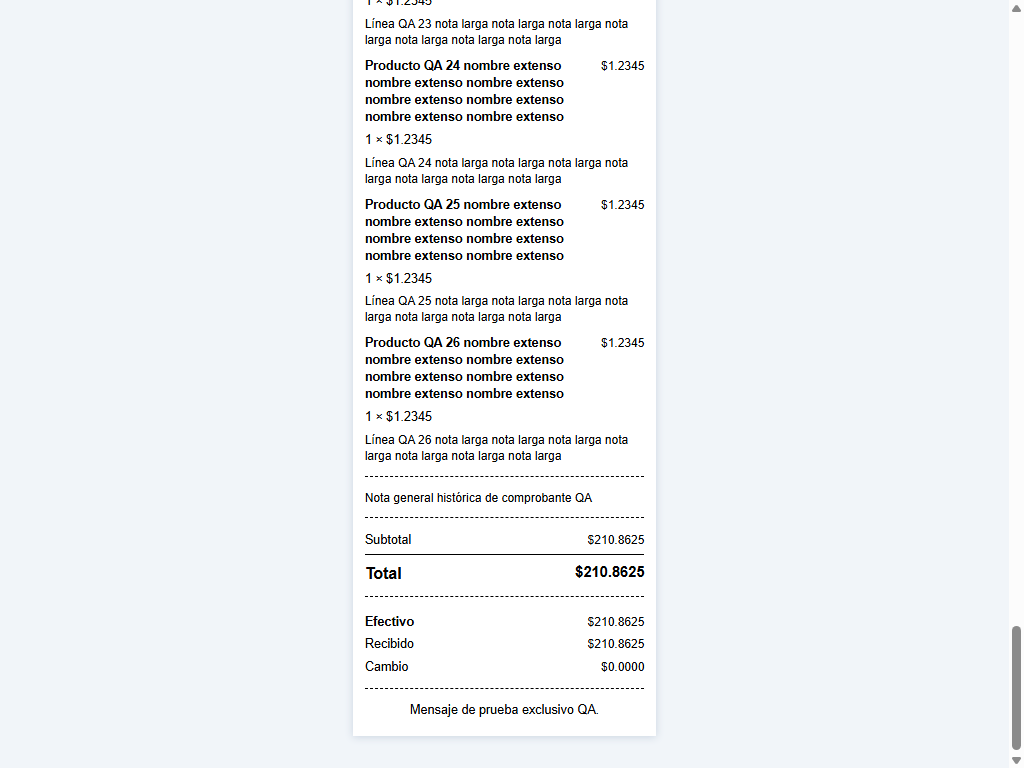 1 × $1.2345
Línea QA 23 nota larga nota larga nota larga nota
larga nota larga nota larga nota larga
Producto QA 24 nombre extenso $1.2345
nombre extenso nombre extenso
nombre extenso nombre extenso
nombre extenso nombre extenso
1 × $1.2345
Línea QA 24 nota larga nota larga nota larga nota
larga nota larga nota larga nota larga
Producto QA 25 nombre extenso $1.2345
nombre extenso nombre extenso
nombre extenso nombre extenso
nombre extenso nombre extenso
1 × $1.2345
Línea QA 25 nota larga nota larga nota larga nota
larga nota larga nota larga nota larga
Producto QA 26 nombre extenso $1.2345
nombre extenso nombre extenso
nombre extenso nombre extenso
nombre extenso nombre extenso
1 × $1.2345
Línea QA 26 nota larga nota larga nota larga nota
larga nota larga nota larga nota larga
Nota general histórica de comprobante QA
Subtotal $210.8625
Total $210.8625
Efectivo $210.8625
Recibido $210.8625
Cambio $0.0000
Mensaje de prueba exclusivo QA.